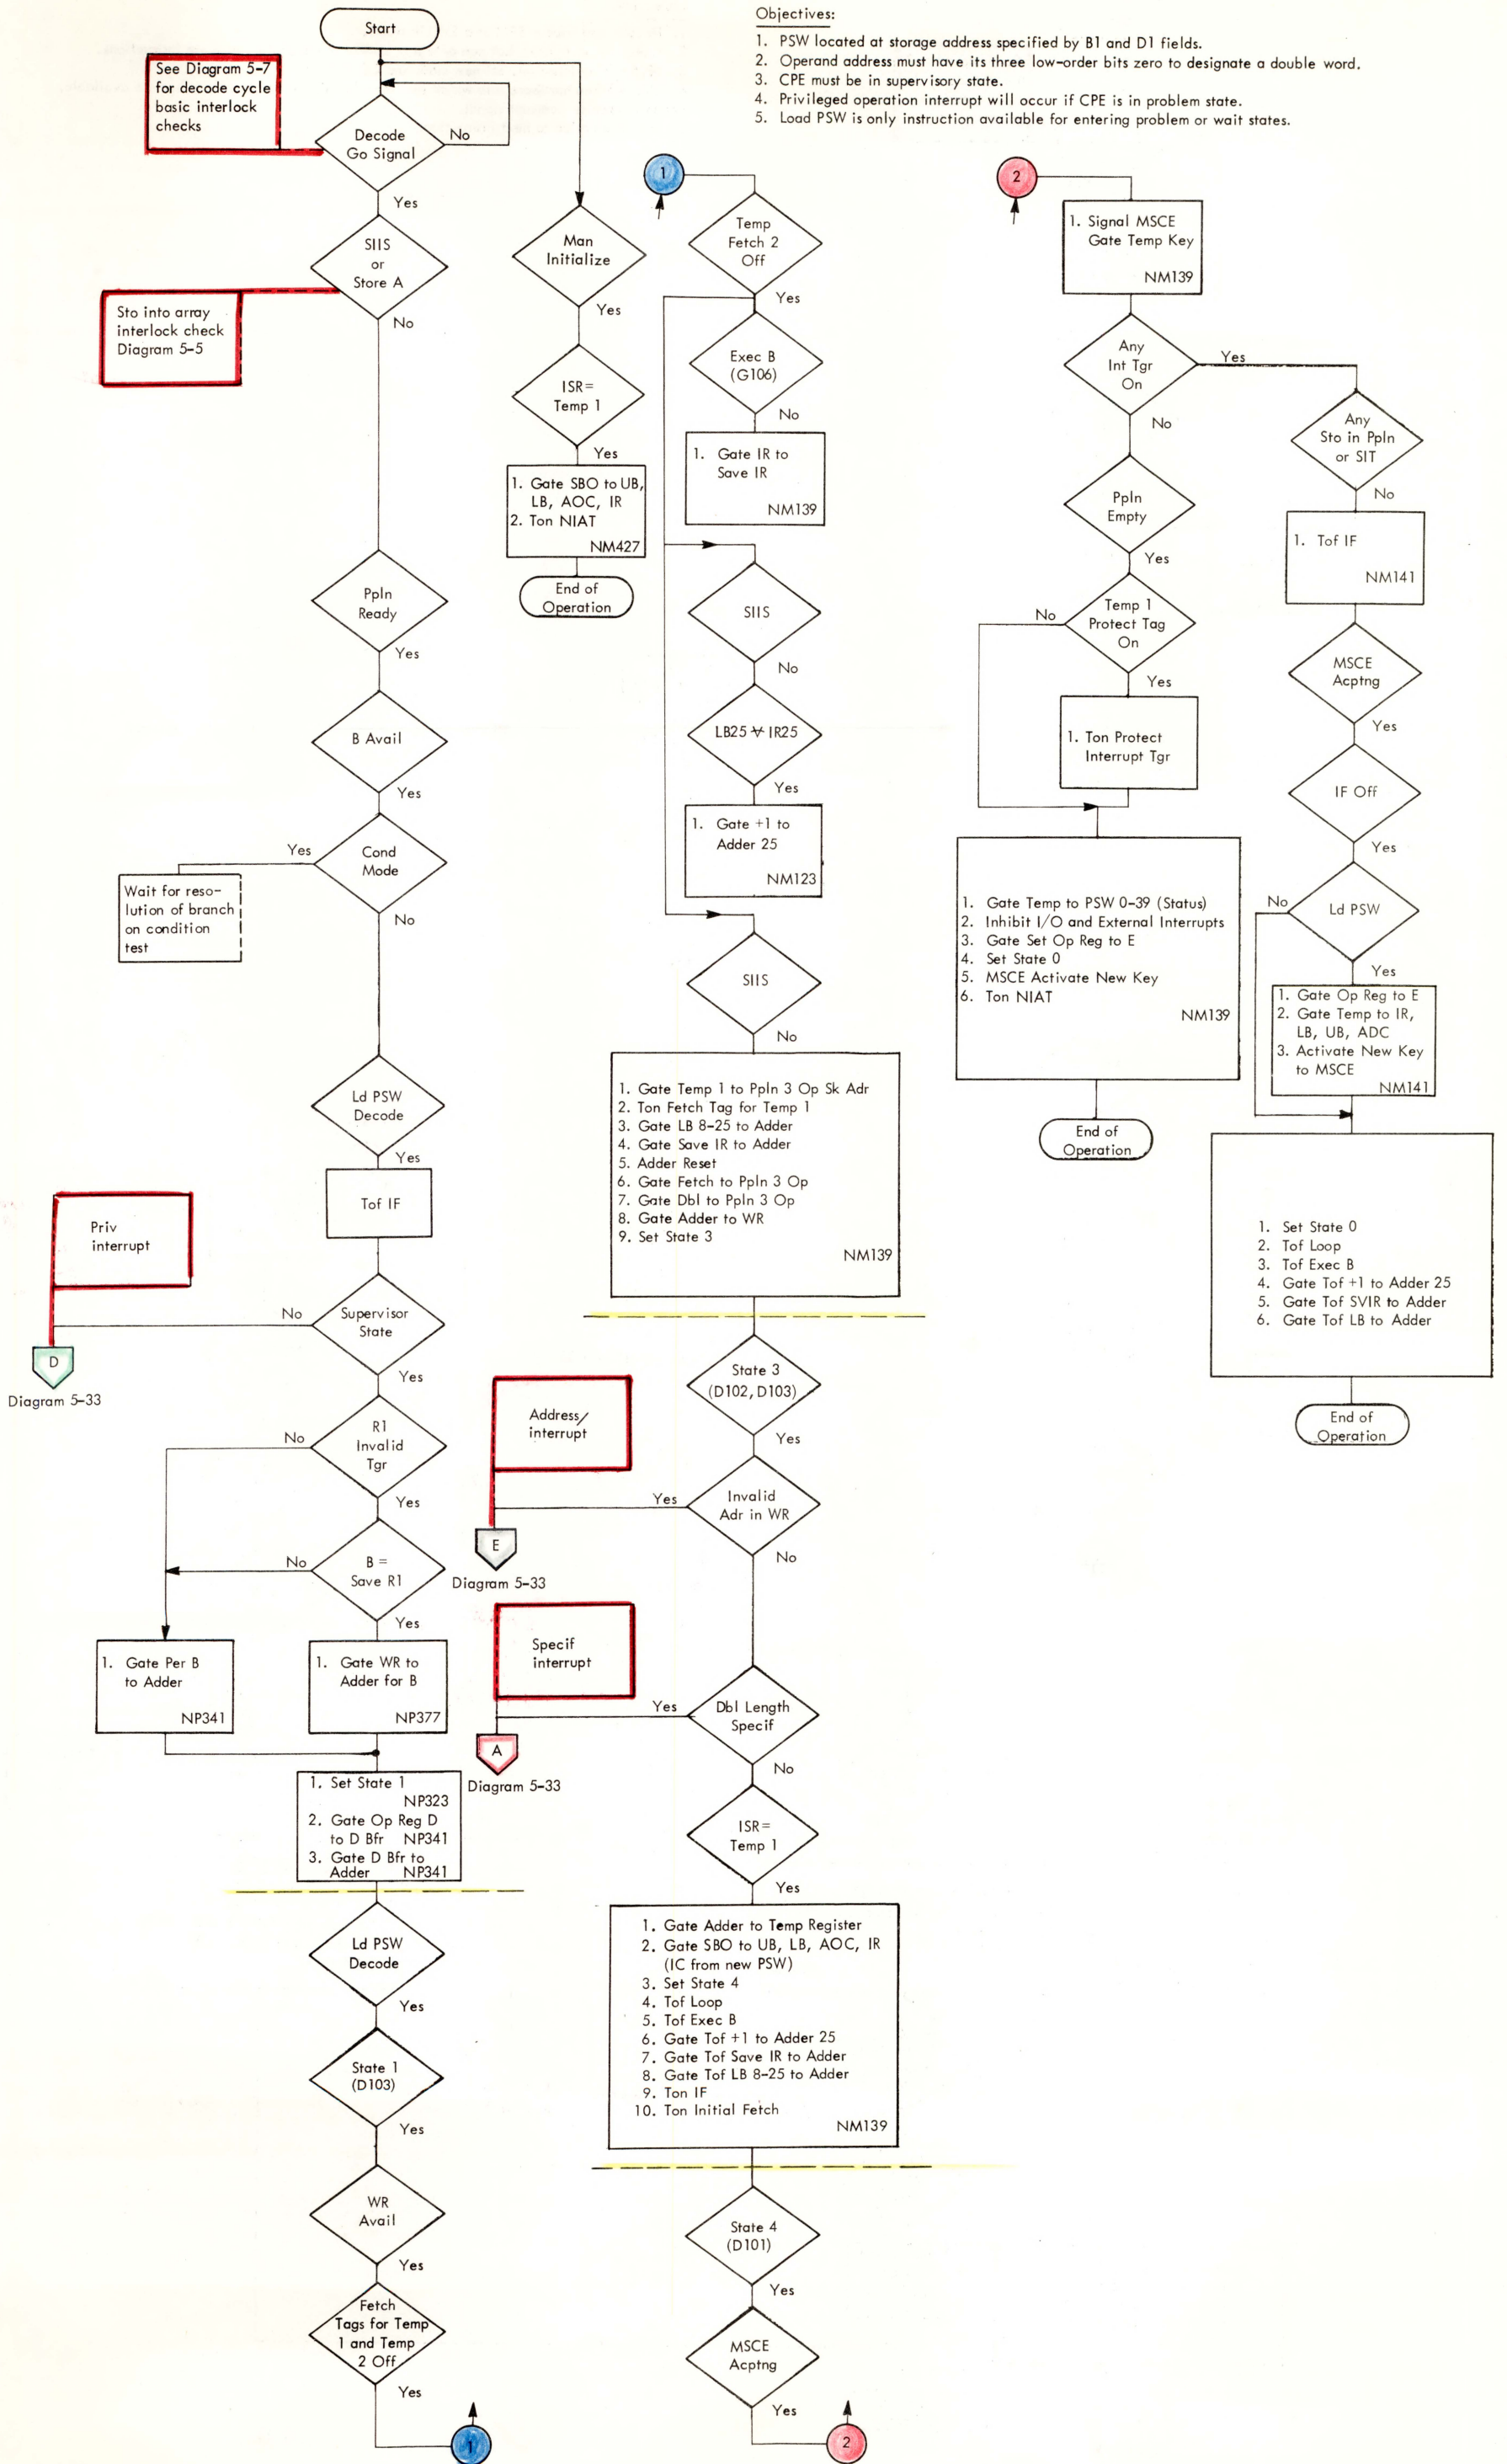 Objectives:
1. PSW located at storage address specified by B1 and D1 fields.
2. Operand address must have its three low-order bits zero to designate a double word.
3. CPE must be in supervisory state.
4. Privileged operation interrupt will occur if CPE is in problem state.
5. Load PSW is only instruction available for entering problem or wait states.
Start
See Diagram 5-7
for decode cycle
basic interlock
checks
Decode
Go Signal
No
Yes
SIIS
or
Store A
No
Sto into array
interlock check
Diagram 5-5
Ppln
Ready
Yes
B Avail
Yes
Cond
Mode
Yes
Wait for reso-
lution of branch
on condition
test
No
Ld PSW
Decode
Yes
Tof IF
Priv
interrupt
Supervisor
State
No
D
Diagram 5-33
Yes
R1
Invalid
Tgr
No
Yes
B =
Save R1
No
Yes
1. Gate Per B
to Adder
NP341
1. Gate WR to
Adder for B
NP377
1. Set State 1
NP323
2. Gate Op Reg D
to D Bfr NP341
3. Gate D Bfr to
Adder NP341
Ld PSW
Decode
Yes
State 1
(D103)
Yes
WR
Avail
Yes
Fetch
Tags for Temp
1 and Temp
2 Off
Yes
1
Man
Initialize
Yes
ISR=
Temp 1
Yes
1. Gate SBO to UB,
LB, AOC, IR
2. Ton NIAT
NM427
End of
Operation
1
Temp
Fetch 2
Off
Yes
Exec B
(G106)
No
1. Gate IR to
Save IR
NM139
SIIS
No
LB25 ⩝ IR25
Yes
1. Gate +1 to
Adder 25
NM123
SIIS
No
1. Gate Temp 1 to Ppln 3 Op Sk Adr
2. Ton Fetch Tag for Temp 1
3. Gate LB 8-25 to Adder
4. Gate Save IR to Adder
5. Adder Reset
6. Gate Fetch to Ppln 3 Op
7. Gate Dbl to Ppln 3 Op
8. Gate Adder to WR
9. Set State 3
NM139
State 3
(D102, D103)
Yes
Address/
interrupt
Invalid
Adr in WR
Yes
E
Diagram 5-33
No
Specif
interrupt
Dbl Length
Specif
Yes
A
Diagram 5-33
No
ISR=
Temp 1
Yes
1. Gate Adder to Temp Register
2. Gate SBO to UB, LB, AOC, IR
(IC from new PSW)
3. Set State 4
4. Tof Loop
5. Tof Exec B
6. Gate Tof +1 to Adder 25
7. Gate Tof Save IR to Adder
8. Gate Tof LB 8-25 to Adder
9. Ton IF
10. Ton Initial Fetch
NM139
State 4
(D101)
Yes
MSCE
Acptng
Yes
2
2
1. Signal MSCE
Gate Temp Key
NM139
Any
Int Tgr
On
Yes
No
Ppln
Empty
Yes
Temp 1
Protect Tag
On
No
Yes
1. Ton Protect
Interrupt Tgr
1. Gate Temp to PSW 0-39 (Status)
2. Inhibit I/O and External Interrupts
3. Gate Set Op Reg to E
4. Set State 0
5. MSCE Activate New Key
6. Ton NIAT
NM139
End of
Operation
Any
Sto in Ppln
or SIT
No
1. Tof IF
NM141
MSCE
Acptng
Yes
IF Off
Yes
Ld PSW
No
Yes
1. Gate Op Reg to E
2. Gate Temp to IR,
LB, UB, ADC
3. Activate New Key
to MSCE
NM141
1. Set State 0
2. Tof Loop
3. Tof Exec B
4. Gate Tof +1 to Adder 25
5. Gate Tof SVIR to Adder
6. Gate Tof LB to Adder
End of
Operation